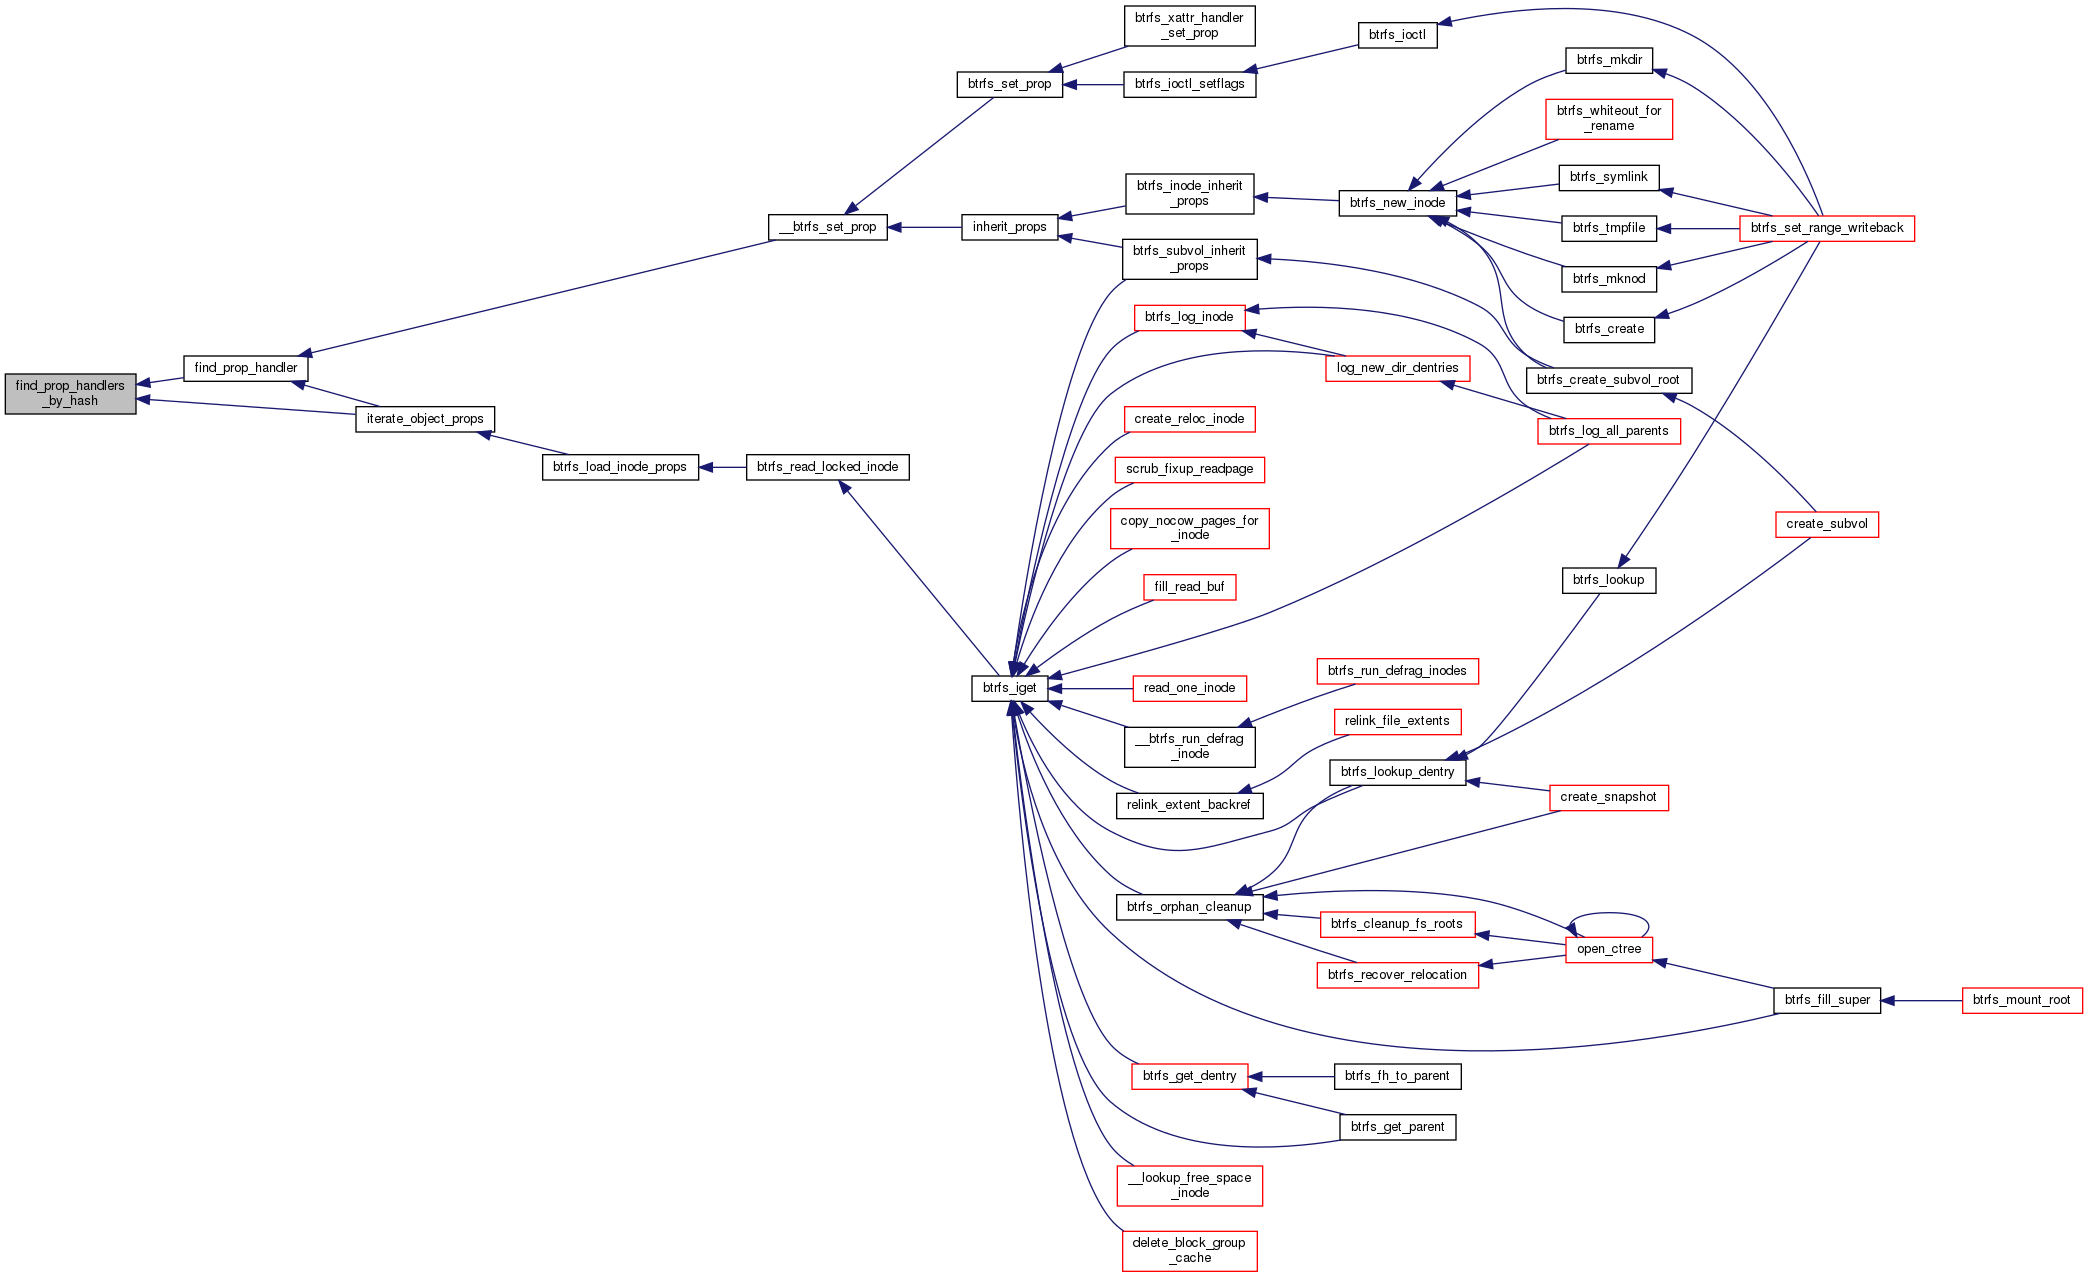 find_prop_handlers
_by_hash
find_prop_handler
iterate_object_props
btrfs_load_inode_props
__btrfs_set_prop
btrfs_read_locked_inode
btrfs_set_prop
inherit_props
btrfs_iget
btrfs_xattr_handler
_set_prop
btrfs_ioctl_setflags
btrfs_inode_inherit
_props
btrfs_subvol_inherit
_props
btrfs_log_inode
create_reloc_inode
scrub_fixup_readpage
copy_nocow_pages_for
_inode
fill_read_buf
read_one_inode
__btrfs_run_defrag
_inode
relink_extent_backref
btrfs_orphan_cleanup
btrfs_get_dentry
__lookup_free_space
_inode
delete_block_group
_cache
btrfs_ioctl
btrfs_new_inode
log_new_dir_dentries
btrfs_run_defrag_inodes
relink_file_extents
btrfs_lookup_dentry
btrfs_cleanup_fs_roots
btrfs_recover_relocation
btrfs_fh_to_parent
btrfs_get_parent
btrfs_mkdir
btrfs_whiteout_for
_rename
btrfs_symlink
btrfs_tmpfile
btrfs_mknod
btrfs_create
btrfs_create_subvol_root
btrfs_log_all_parents
btrfs_lookup
create_snapshot
open_ctree
btrfs_set_range_writeback
create_subvol
btrfs_fill_super
btrfs_mount_root